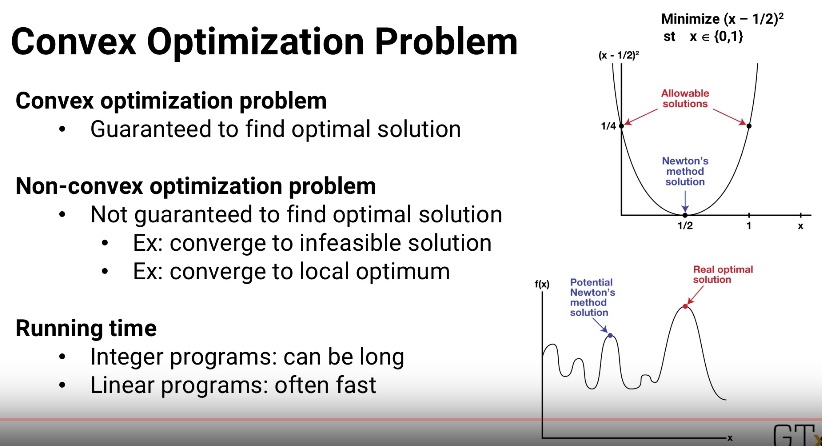 Convex Optimization Problem
Convex optimization problem
• Guaranteed to find optimal solution
Non-convex optimization problem
• Not guaranteed to find optimal solution
• Ex: converge to infeasible solution
• Ex: converge to local optimum
Running time
• Integer programs: can be long
• Linear programs: often fast
Minimize (x – 1/2)²
st x ∈ {0,1}
(x - 1/2)²
Allowable
solutions
1/4
Newton's
method
solution
1/2
1
x
f(x)
Potential
Newton's
method
solution
Real optimal
solution
x
GTx